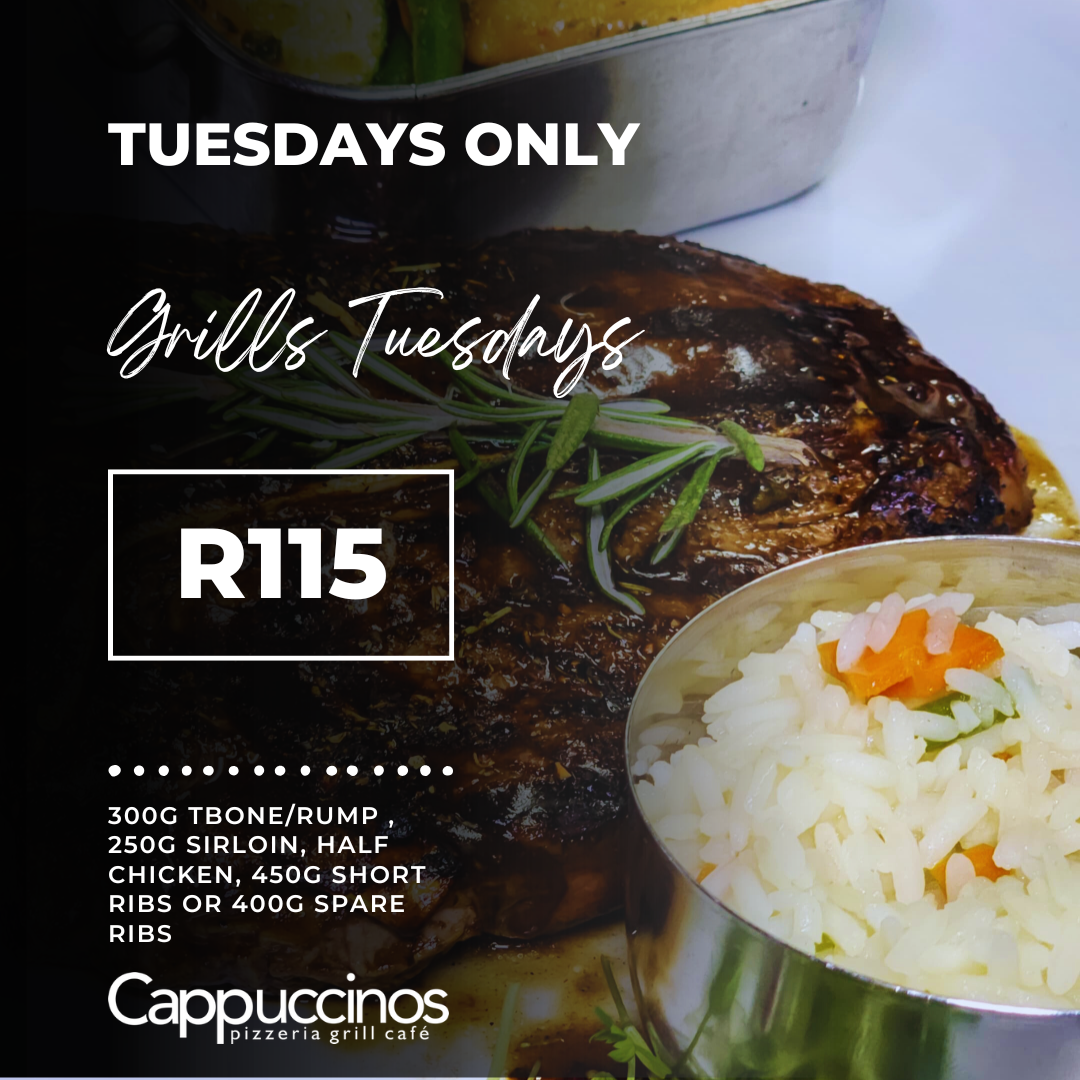 TUESDAYS ONLY
Grills Tuesdays
R115
300G TBONE/RUMP ,
250G SIRLOIN, HALF
CHICKEN, 450G SHORT
RIBS OR 400G SPARE
RIBS
Cappuccinos
pizzeria grill café